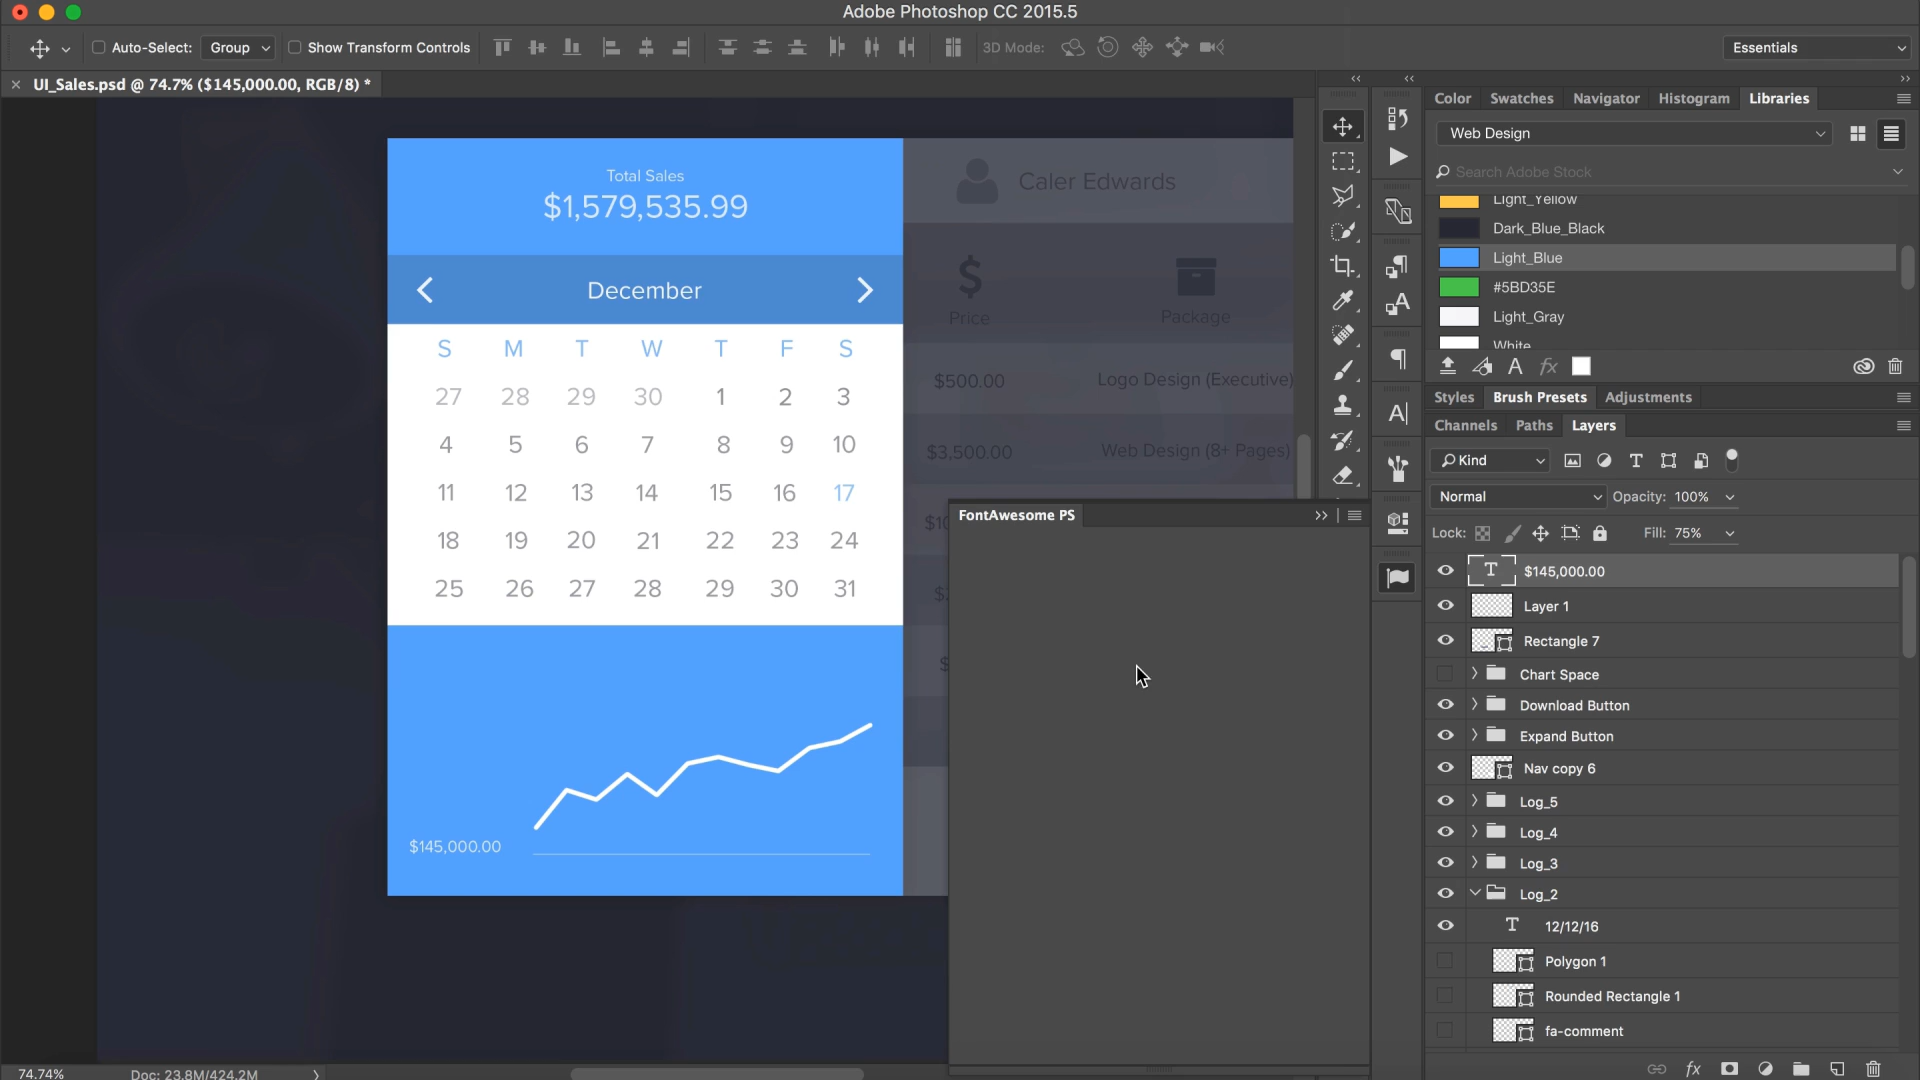 Adobe Photoshop CC 2015.5
Auto-Select: Group Show Transform Controls 3D Mode: Essentials
UI_Sales.psd @ 74.7% ($145,000.00, RGB/8) *
Total Sales
$1,579,535.99
December
S M T W T F S
27 28 29 30 1 2 3
4 5 6 7 8 9 10
11 12 13 14 15 16 17
18 19 20 21 22 23 24
25 26 27 28 29 30 31
$145,000.00
Caler Edwards
Price Package
$500.00 Logo Design (Executive)
$3,500.00 Web Design (8+ Pages)
$10
$
$
FontAwesome PS
Color Swatches Navigator Histogram Libraries
Web Design
Search Adobe Stock
Light_Yellow
Dark_Blue_Black
Light_Blue
#5BD35E
Light_Gray
White
Styles Brush Presets Adjustments
Channels Paths Layers
Kind
Normal Opacity: 100%
Lock: Fill: 75%
$145,000.00
Layer 1
Rectangle 7
Chart Space
Download Button
Expand Button
Nav copy 6
Log_5
Log_4
Log_3
Log_2
12/12/16
Polygon 1
Rounded Rectangle 1
fa-comment
74.74% Doc: 23.8M/424.2M